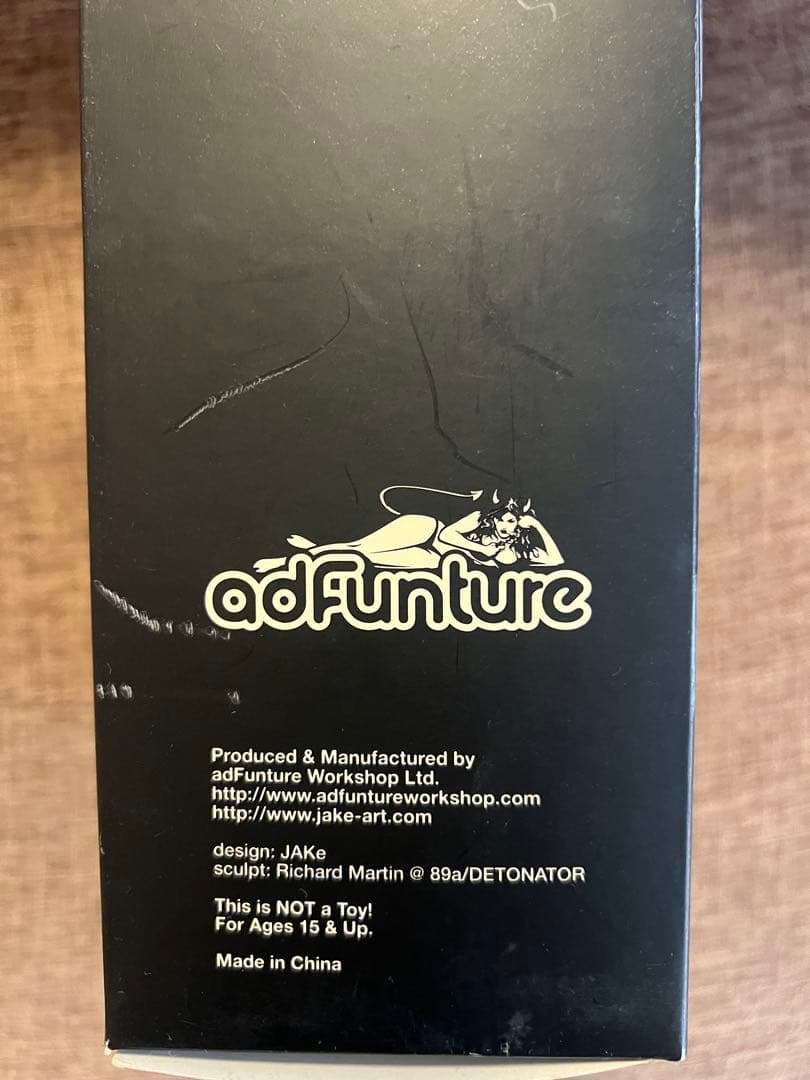 adFunture
Produced & Manufactured by
adFunture Workshop Ltd.
http://www.adfuntureworkshop.com
http://www.jake-art.com
design: JAKe
sculpt: Richard Martin @ 89a/DETONATOR
This is NOT a Toy!
For Ages 15 & Up.
Made in China